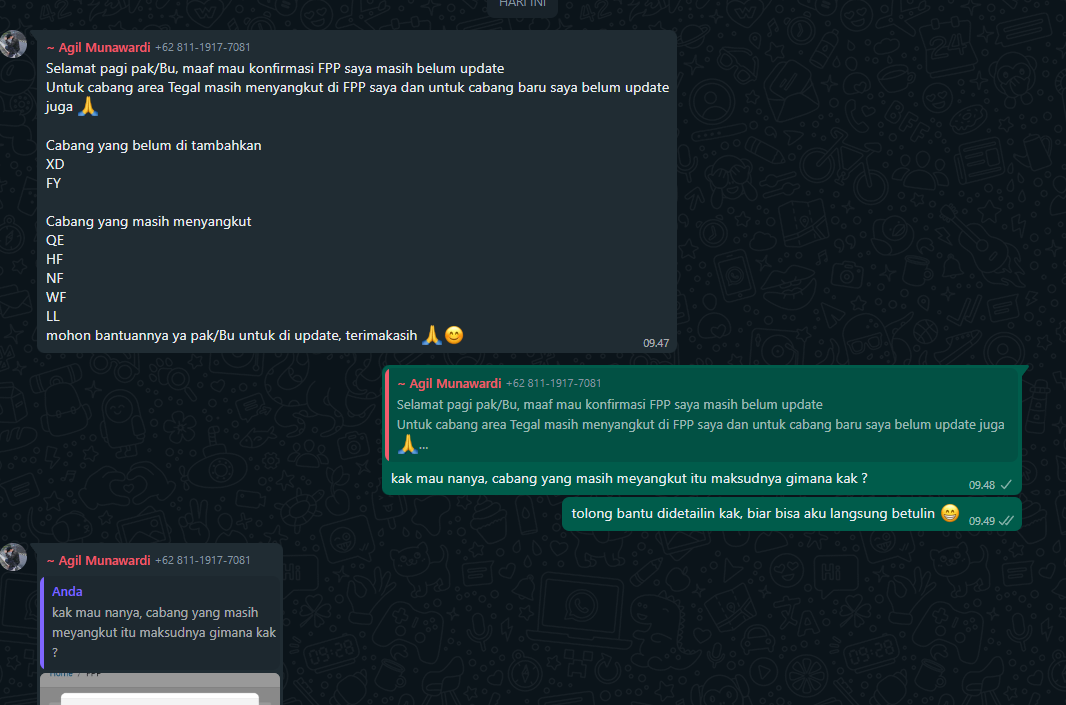 HARI INI
~ Agil Munawardi +62 811-1917-7081
Selamat pagi pak/Bu, maaf mau konfirmasi FPP saya masih belum update
Untuk cabang area Tegal masih menyangkut di FPP saya dan untuk cabang baru saya belum update
juga 🙏
Cabang yang belum di tambahkan
XD
FY
Cabang yang masih menyangkut
QE
HF
NF
WF
LL
mohon bantuannya ya pak/Bu untuk di update, terimakasih 🙏😊
09.47
~ Agil Munawardi +62 811-1917-7081
Selamat pagi pak/Bu, maaf mau konfirmasi FPP saya masih belum update
Untuk cabang area Tegal masih menyangkut di FPP saya dan untuk cabang baru saya belum update juga
🙏...
kak mau nanya, cabang yang masih meyangkut itu maksudnya gimana kak ?
09.48
tolong bantu didetailin kak, biar bisa aku langsung betulin 😁
09.49
~ Agil Munawardi +62 811-1917-7081
Anda
kak mau nanya, cabang yang masih
meyangkut itu maksudnya gimana kak
?
Home / FPP